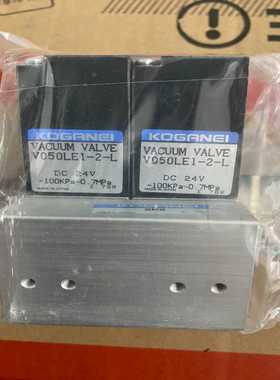 KOGANEI
VACUUM VALVE
V050LE1-2-L
DC 24V
-100KPa-0.7MPa
KOGANEI
VACUUM VALVE
V050LE1-2-L
DC 24V
-100KPa-0.7MPa